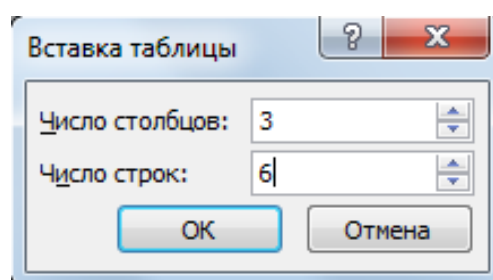 Вставка таблицы
Число столбцов: 3
Число строк: 6
ОК Отмена